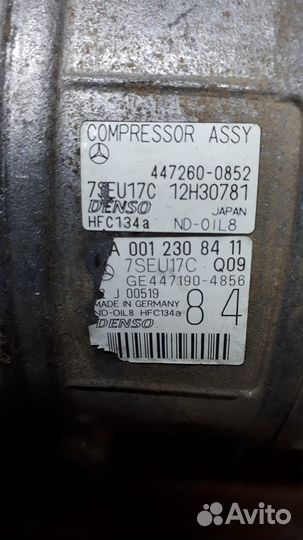 COMPRESSOR ASSY
447260-0852
7SEU17C 12H30781
DENSO JAPAN
HFC134a ND-OIL8
A 001 230 84 11
7SEU17C Q09
GE447190-4856
J 00519
MADE IN GERMANY
ND-OIL8 HFC134a
DENSO
84
Avito